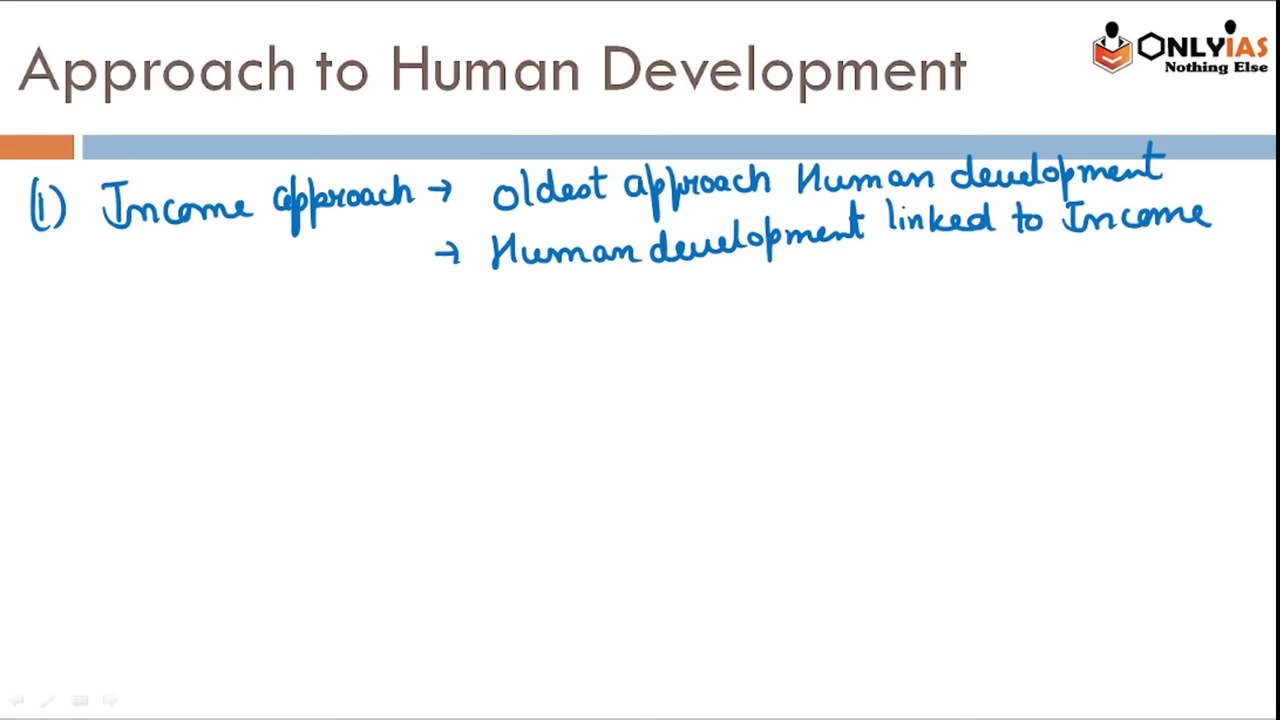 Approach to Human Development
ONLYIAS
Nothing Else
(1) Income approach → oldest approach Human development
→ Human development linked to Income